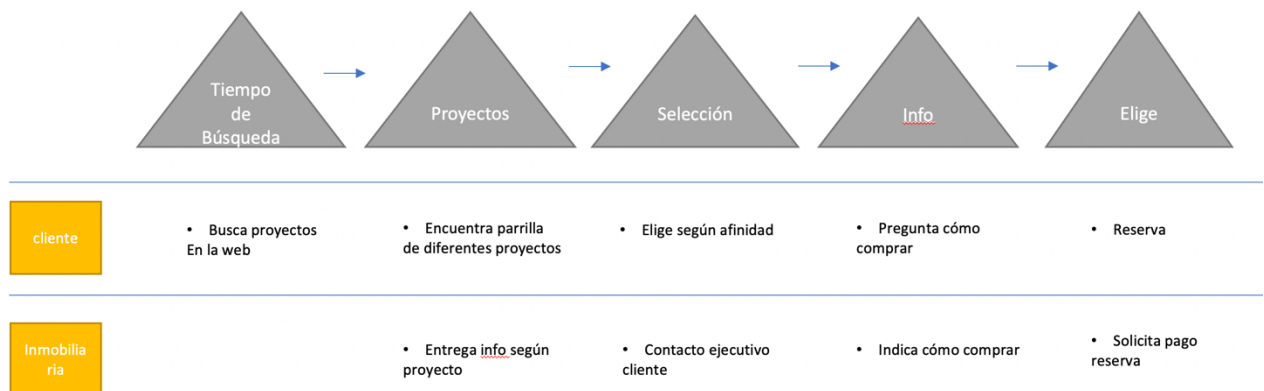 Tiempo
de
Búsqueda
Proyectos
Selección
Info
Elige
cliente
• Busca proyectos
En la web
• Encuentra parrilla
de diferentes proyectos
• Elige según afinidad
• Pregunta cómo
comprar
• Reserva
Inmobilia
ria
• Entrega info según
proyecto
• Contacto ejecutivo
cliente
• Indica cómo comprar
• Solicita pago
reserva